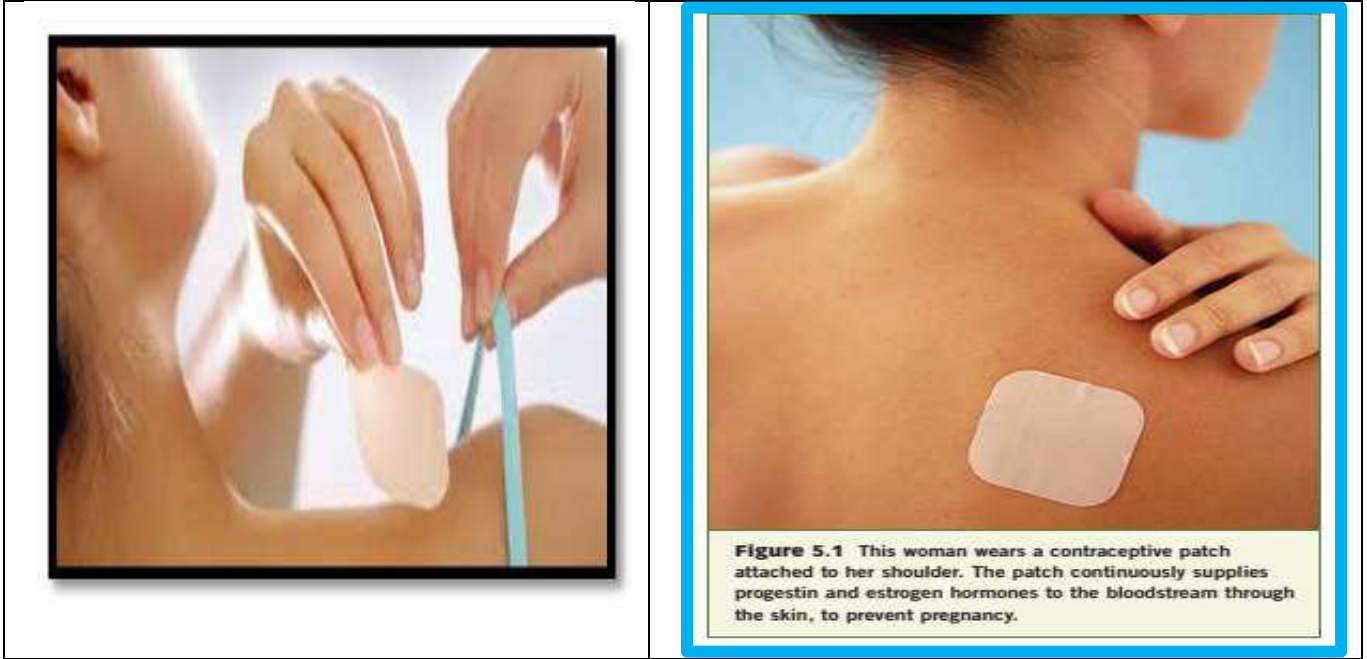 Figure 5.1 This woman wears a contraceptive patch
attached to her shoulder. The patch continuously supplies
progestin and estrogen hormones to the bloodstream through
the skin, to prevent pregnancy.